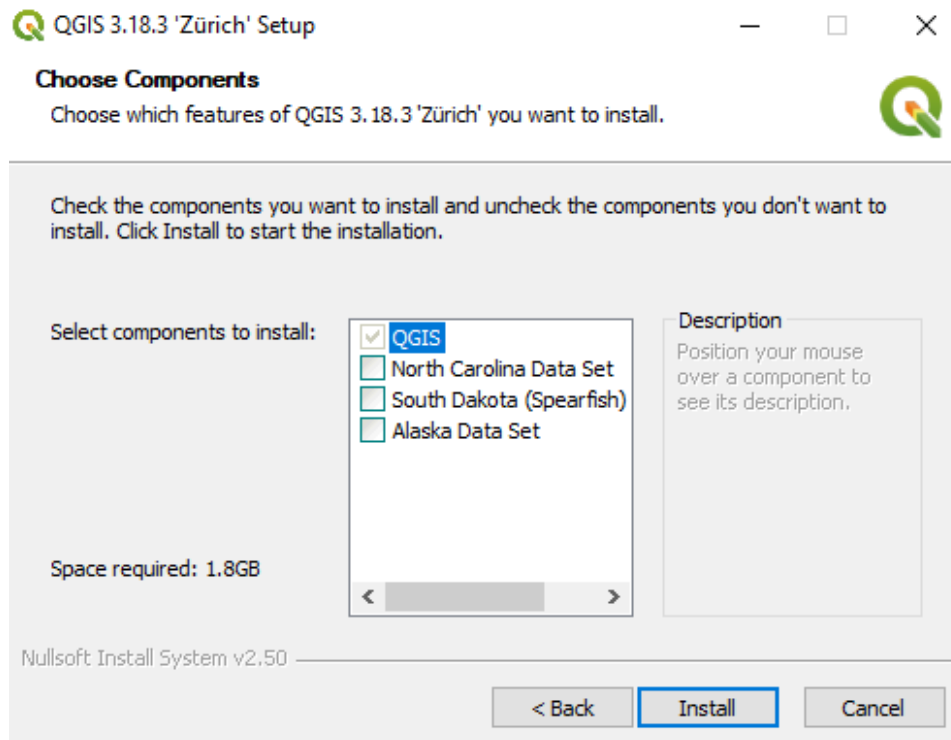 QGIS 3.18.3 'Zürich' Setup
Choose Components
Choose which features of QGIS 3.18.3 'Zürich' you want to install.
Check the components you want to install and uncheck the components you don't want to
install. Click Install to start the installation.
Select components to install:
QGIS
North Carolina Data Set
South Dakota (Spearfish)
Alaska Data Set
Description
Position your mouse
over a component to
see its description.
Space required: 1.8GB
Nullsoft Install System v2.50
< Back
Install
Cancel